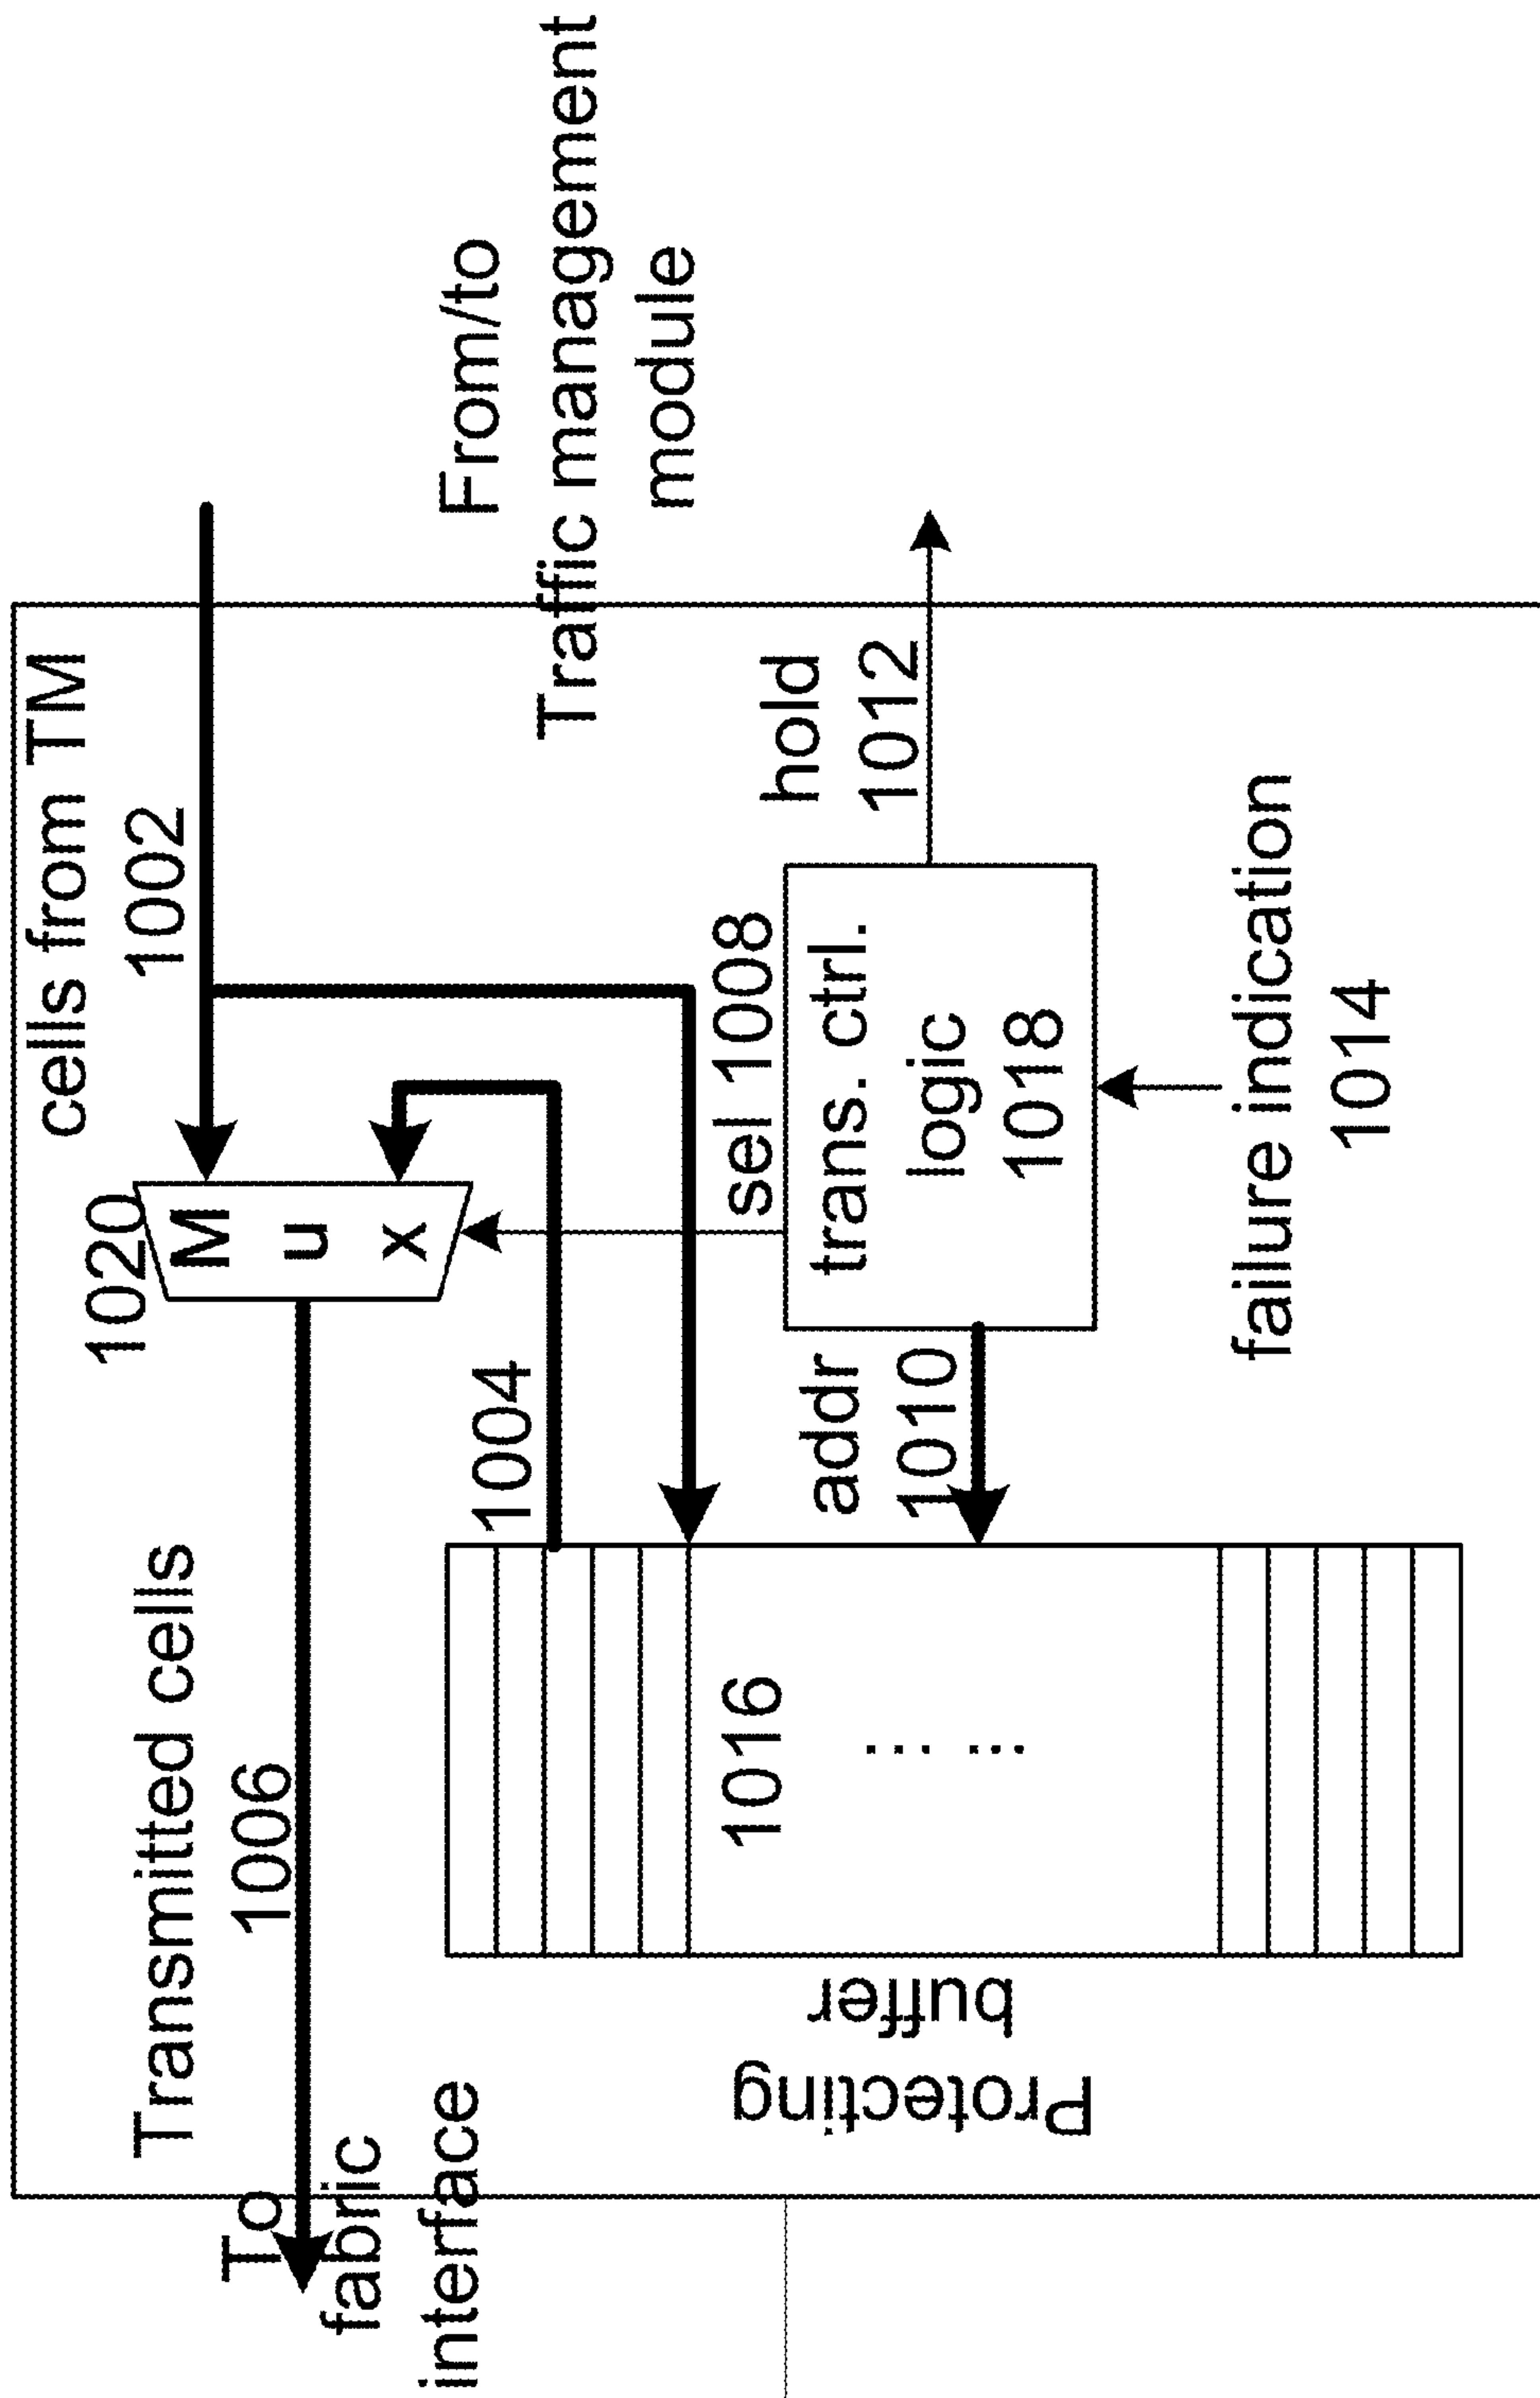 cells from TM
1002
From/to
Traffic management
module
1020
M
u
x
Transmitted cells
1006
To
fabric
interface
1004
sel 1008
hold
1012
trans. ctrl.
logic
1018
addr
1010
1016
... ...
Protecting
buffer
failure indication
1014